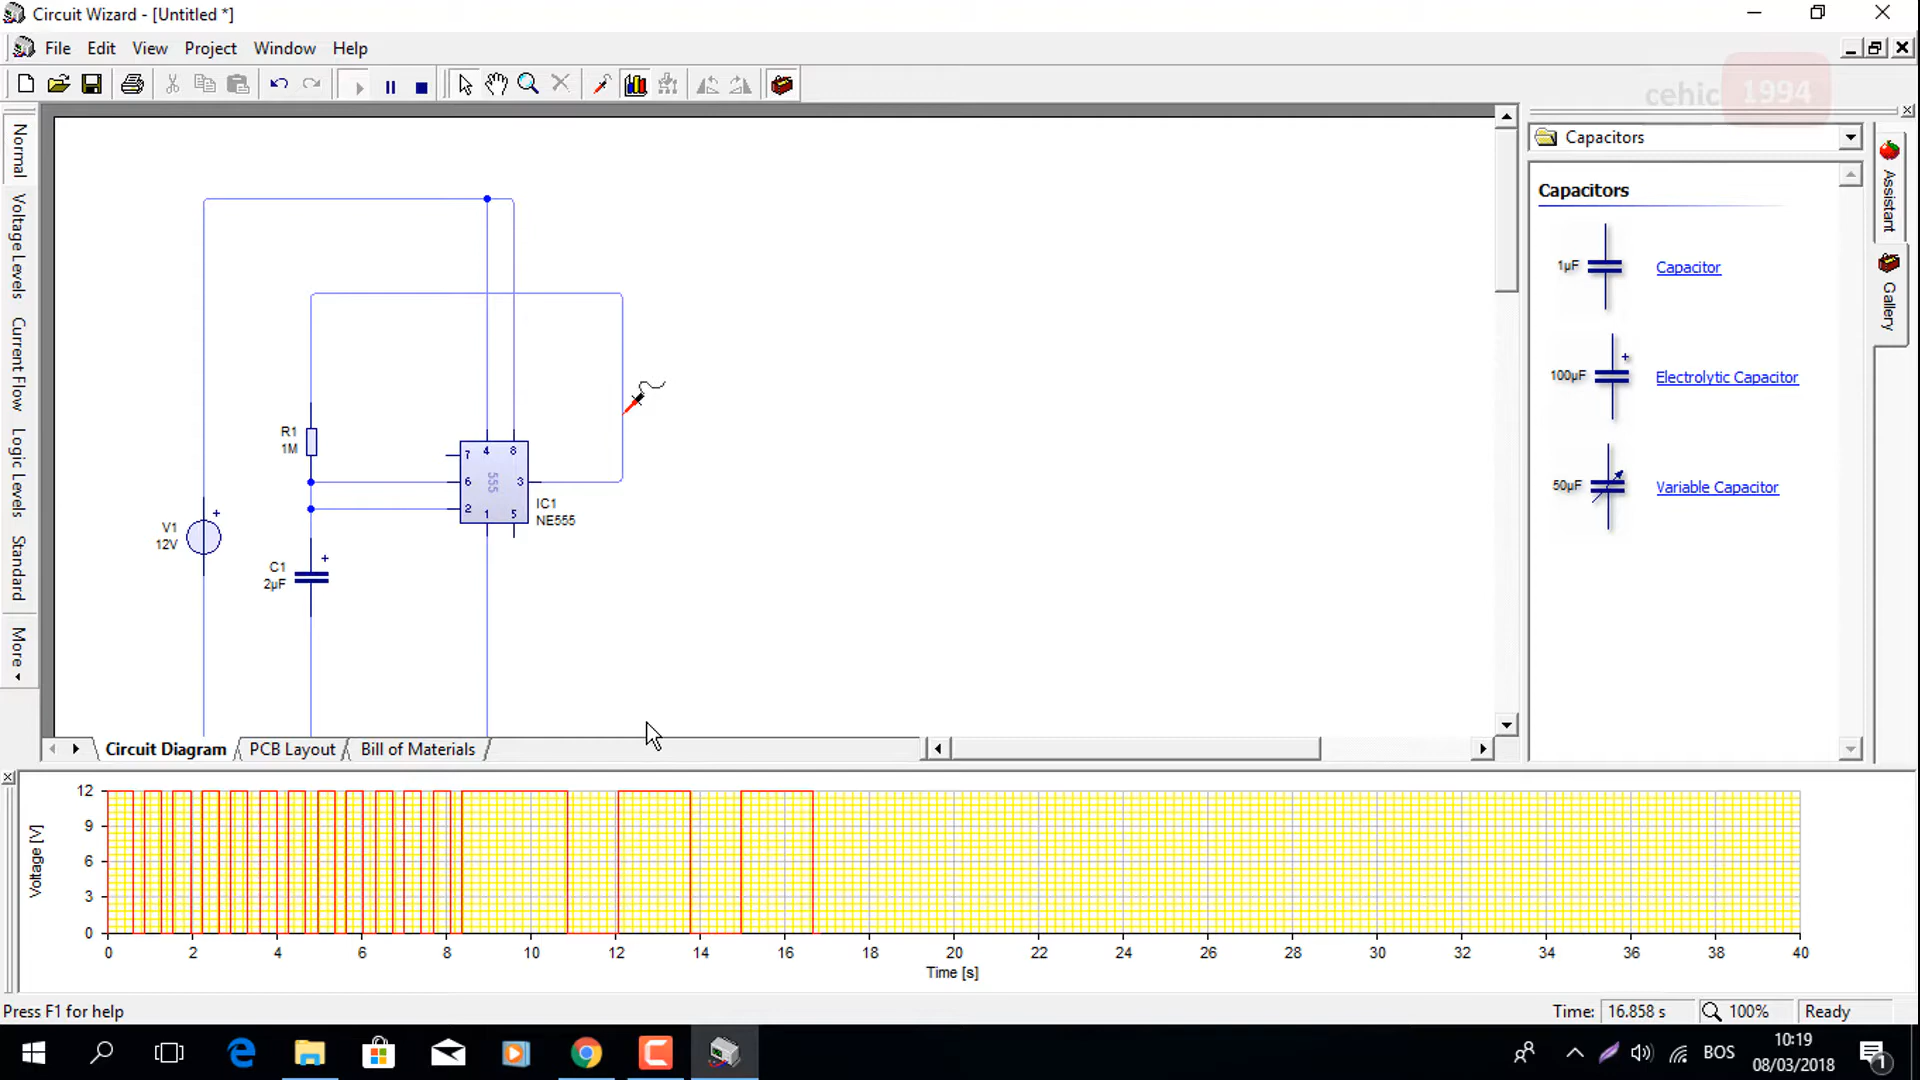 Circuit Wizard - [Untitled *]
File Edit View Project Window Help
cehic 1994
Normal
Voltage Levels
Current Flow
Logic Levels
Standard
More
R1
1M
7 4 8
6 555 3
2 1 5
IC1
NE555
V1
12V
+
C1
2µF
+
Capacitors
Capacitors
1µF Capacitor
100µF + Electrolytic Capacitor
50µF Variable Capacitor
Assistant
Gallery
Circuit Diagram PCB Layout Bill of Materials
Voltage [V]
12
9
6
3
0
0 2 4 6 8 10 12 14 16 18 20 22 24 26 28 30 32 34 36 38 40
Time [s]
Press F1 for help Time: 16.858 s 100% Ready
BOS
10:19
08/03/2018
1